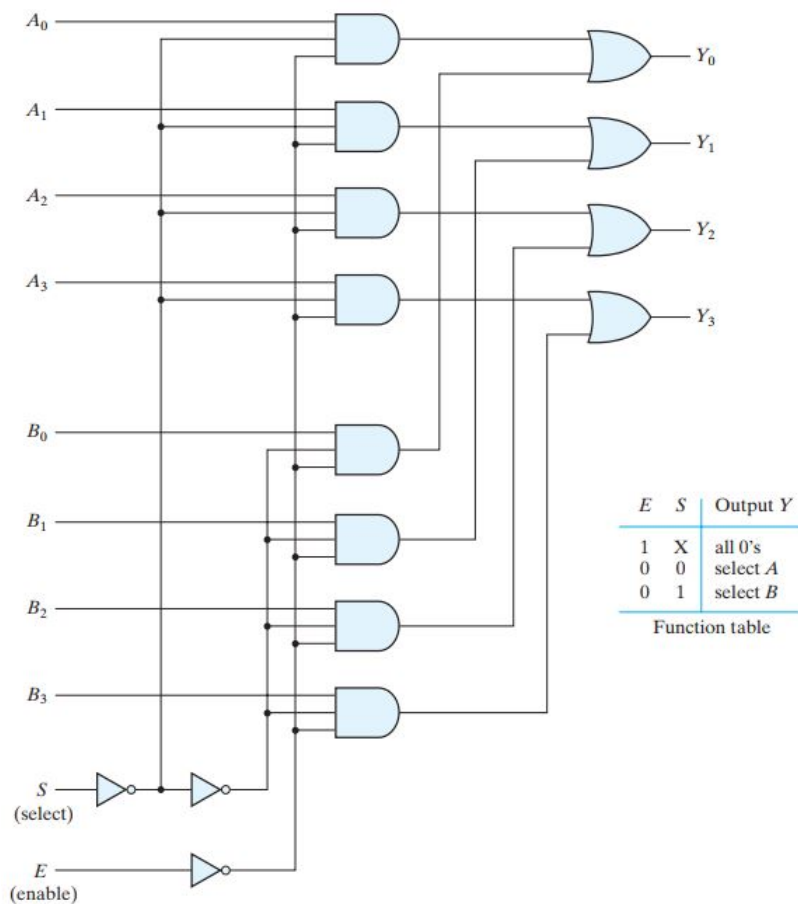 A0
Y0
A1
Y1
A2
Y2
A3
Y3
B0
B1
E S Output Y
1 X all 0's
0 0 select A
0 1 select B
Function table
B2
B3
S
(select)
E
(enable)